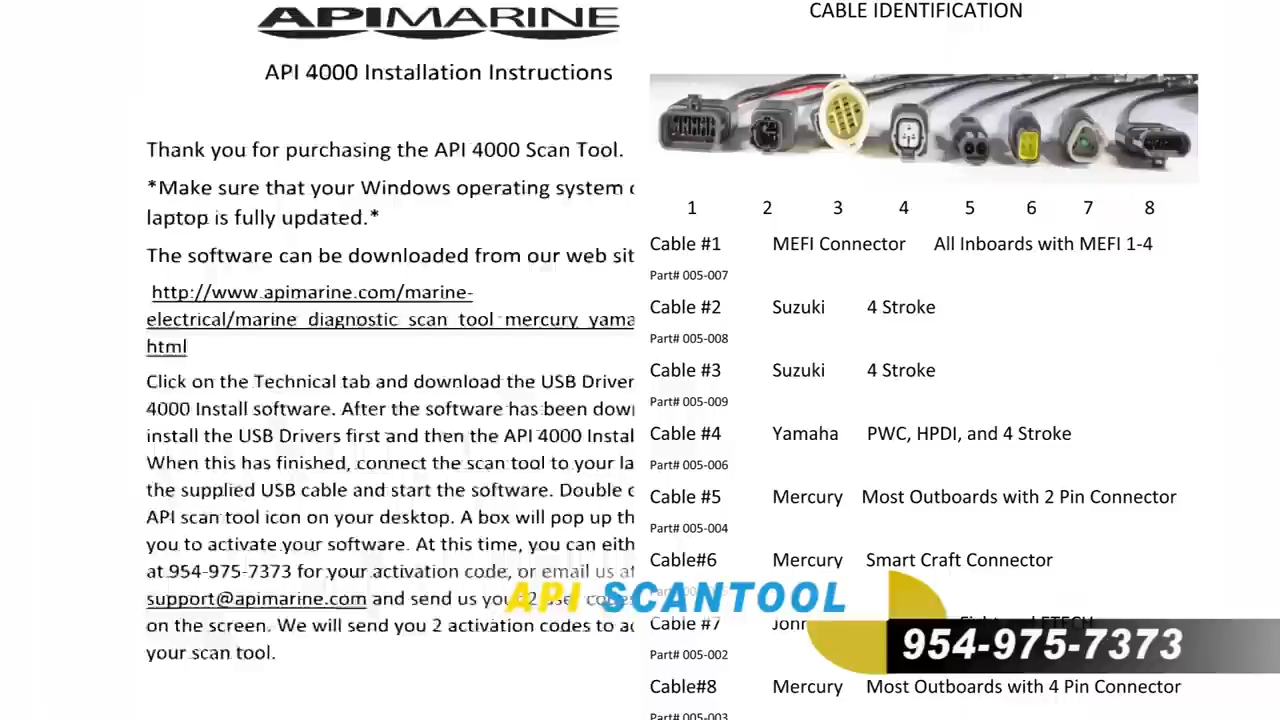 APIMARINE
API 4000 Installation Instructions
Thank you for purchasing the API 4000 Scan Tool.
*Make sure that your Windows operating system
laptop is fully updated.*
The software can be downloaded from our web
http://www.apimarine.com/marine-
electrical/marine_diagnostic_scan_tool_mercury_yama
html
Click on the Technical tab and download the USB Driver
4000 Install software. After the software has been
install the USB Drivers first and then the API 4000
When this has finished, connect the scan tool to your
the supplied USB cable and start the software. Double
API scan tool icon on your desktop. A box will pop up
you to activate your software. At this time, you can
at 954-975-7373 for your activation code, or email us
support@apimarine.com and send us your 2 user codes
on the screen. We will send you 2 activation codes to
your scan tool.
CABLE IDENTIFICATION
1 2 3 4 5 6 7 8
Cable #1 MEFI Connector All Inboards with MEFI 1-4
Part# 005-007
Cable #2 Suzuki 4 Stroke
Part# 005-008
Cable #3 Suzuki 4 Stroke
Part# 005-009
Cable #4 Yamaha PWC, HPDI, and 4 Stroke
Part# 005-006
Cable #5 Mercury Most Outboards with 2 Pin Connector
Part# 005-004
Cable#6 Mercury Smart Craft Connector
Cable #7
Part# 005-002
Cable#8 Mercury Most Outboards with 4 Pin Connector
Part# 005-003
API SCANTOOL
954-975-7373